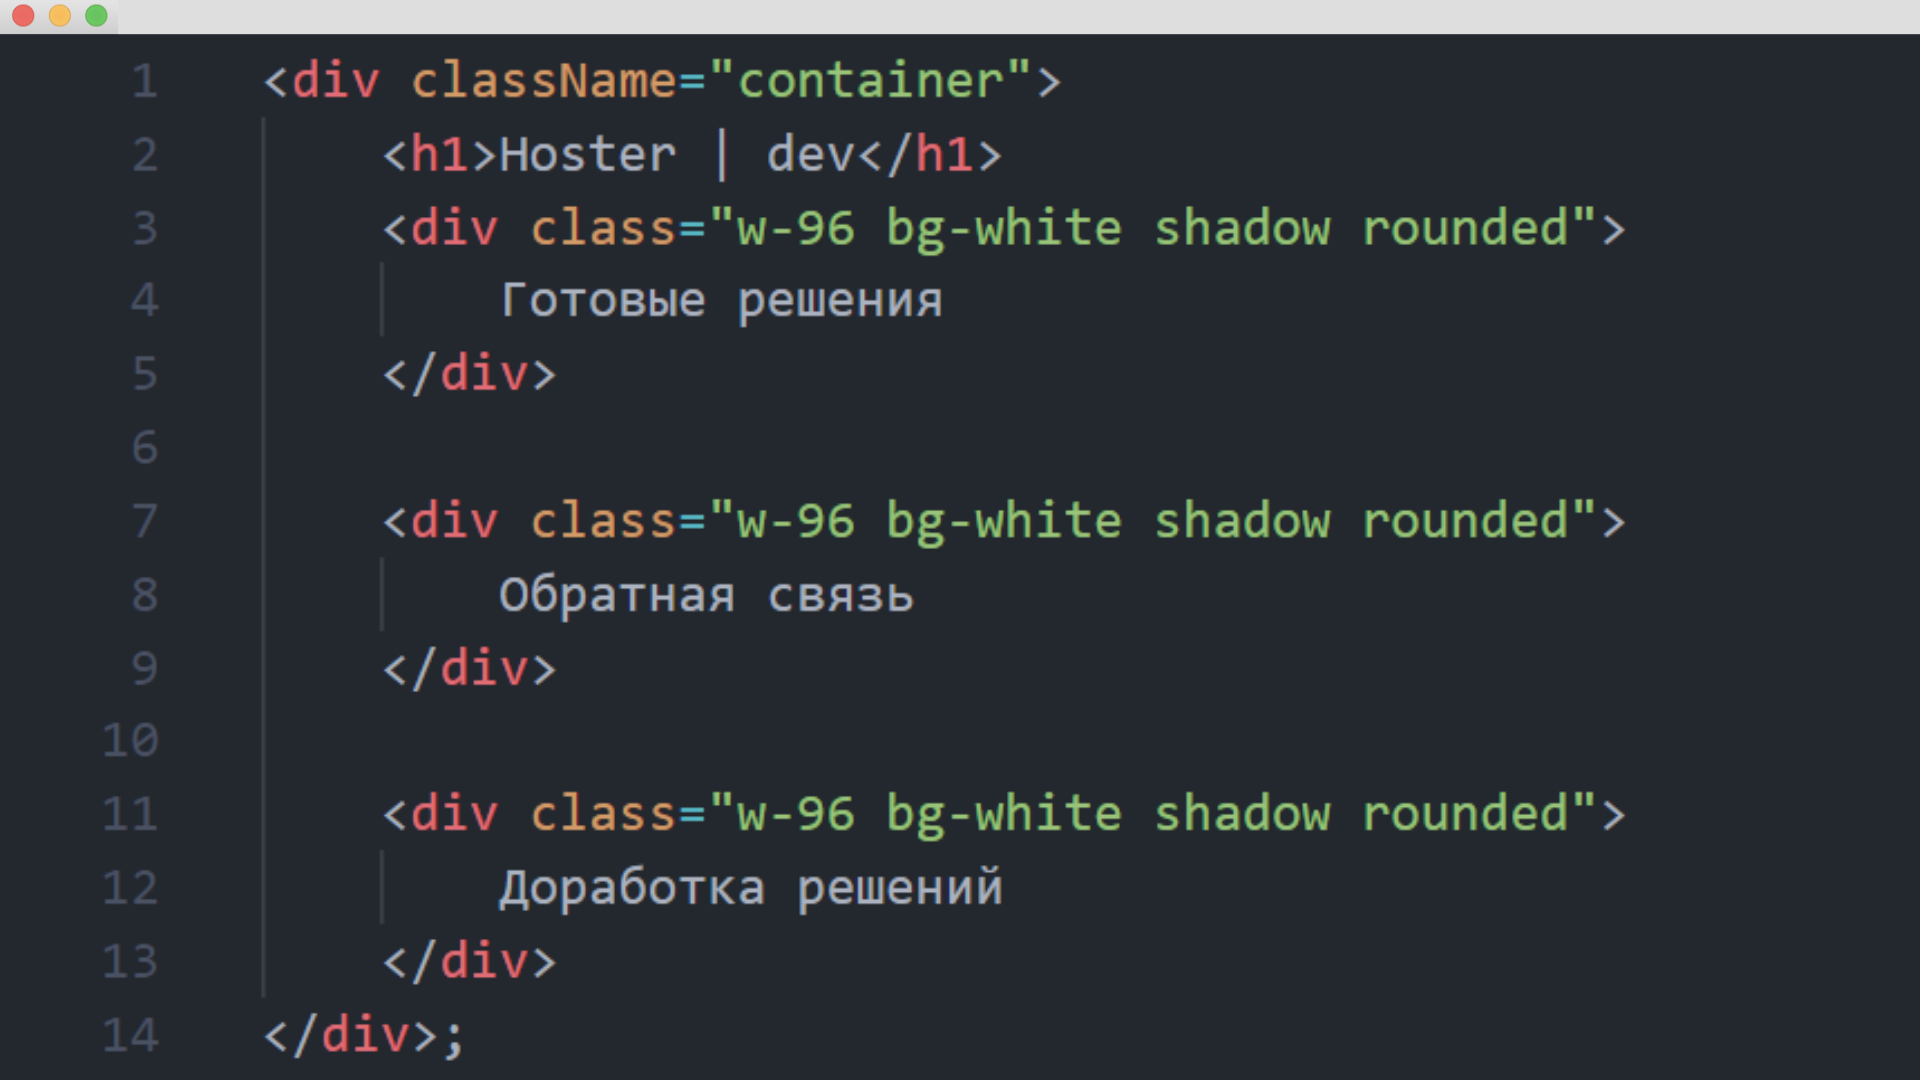 1 <div className="container">
2 <h1>Hoster | dev</h1>
3 <div class="w-96 bg-white shadow rounded">
4 Готовые решения
5 </div>
6
7 <div class="w-96 bg-white shadow rounded">
8 Обратная связь
9 </div>
10
11 <div class="w-96 bg-white shadow rounded">
12 Доработка решений
13 </div>
14 </div>;